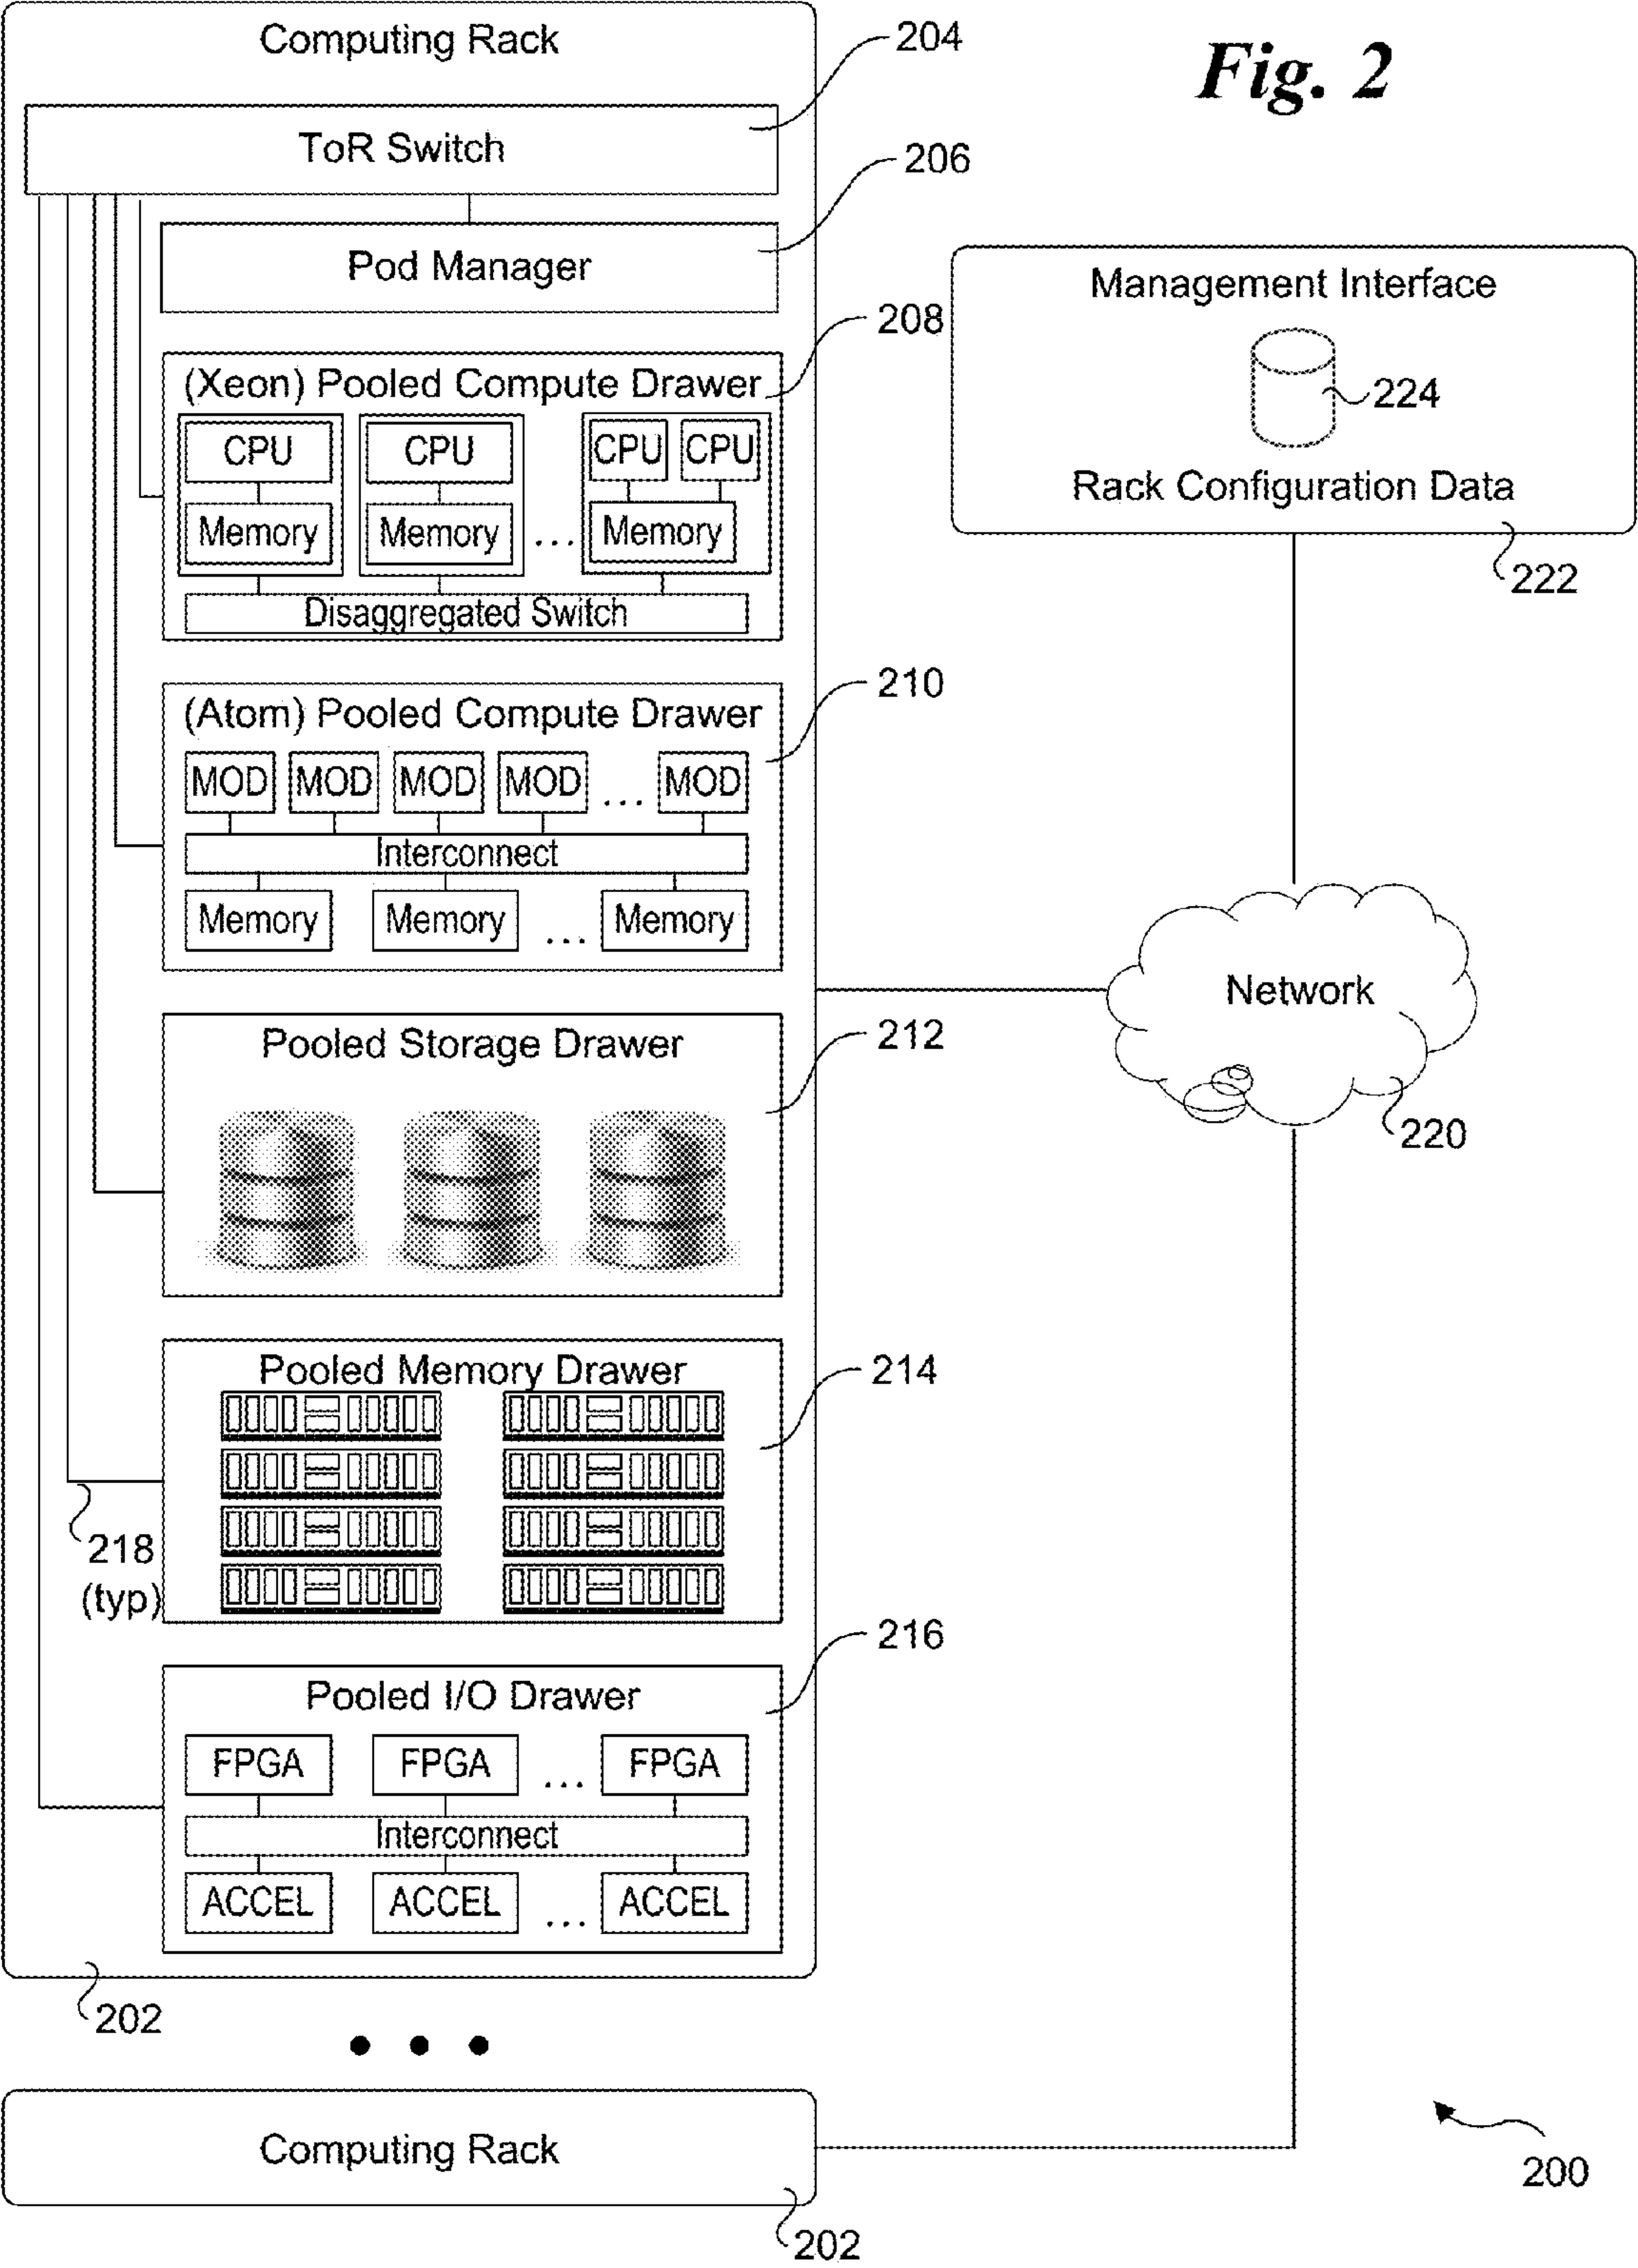 Computing Rack
204
Fig. 2
ToR Switch
206
Pod Manager
Management Interface
208
(Xeon) Pooled Compute Drawer
224
CPU CPU CPU CPU
Rack Configuration Data
Memory Memory ... Memory
222
Disaggregated Switch
210
(Atom) Pooled Compute Drawer
MOD MOD MOD MOD ... MOD
Interconnect
Memory Memory ... Memory
Network
212
Pooled Storage Drawer
220
Pooled Memory Drawer
214
218
(typ)
216
Pooled I/O Drawer
FPGA FPGA ... FPGA
Interconnect
ACCEL ACCEL ... ACCEL
202
• • •
Computing Rack
200
202